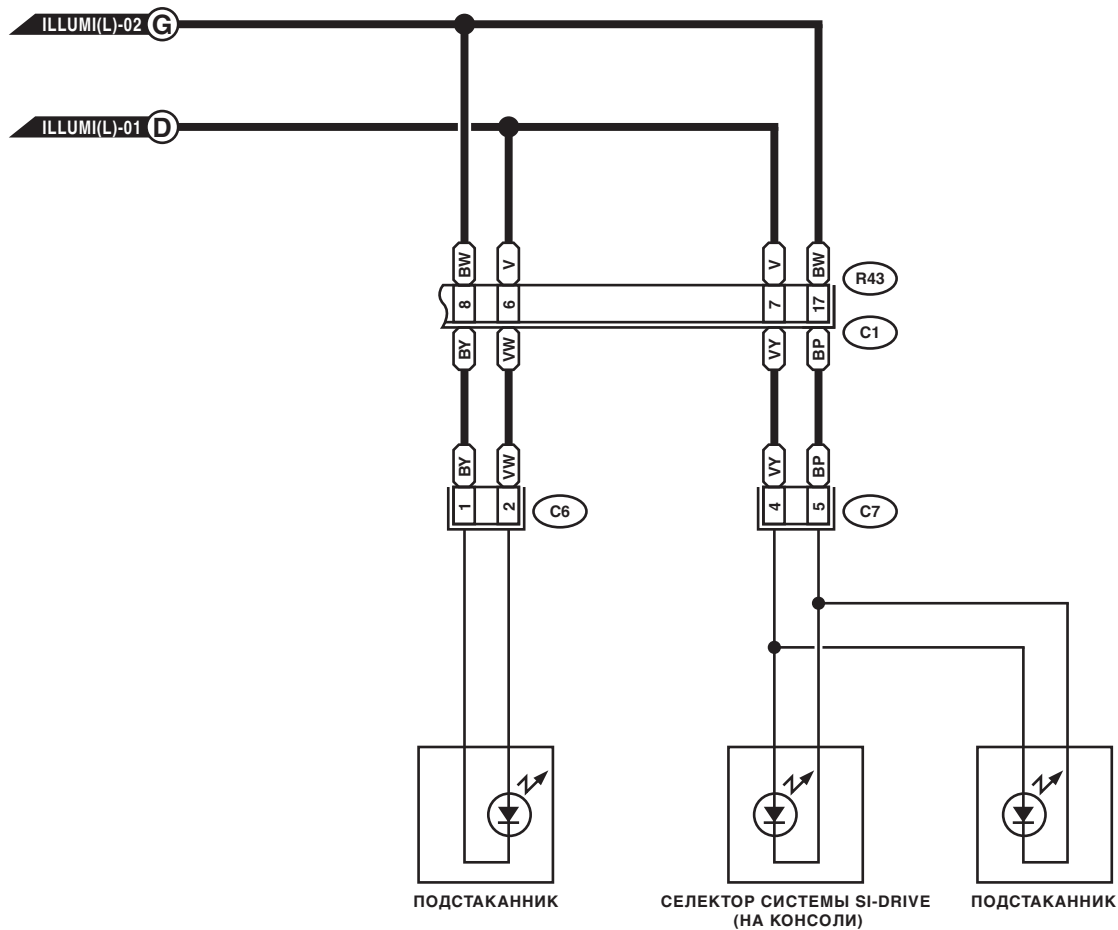 ILLUMI(L)-02 G
ILLUMI(L)-01 D
BW V V BW
8 6 7 17 R43
C1
BY VW VY BP
BY VW VY BP
1 2 C6 4 5 C7
ПОДСТАКАННИК
СЕЛЕКТОР СИСТЕМЫ SI-DRIVE
(НА КОНСОЛИ)
ПОДСТАКАННИК